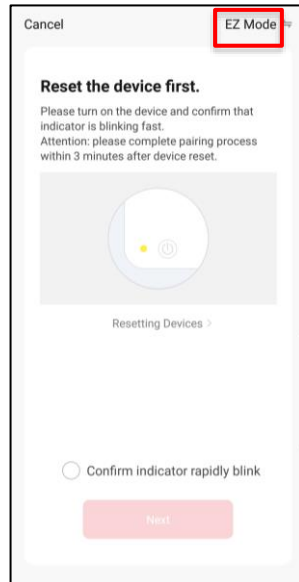 Cancel
EZ Mode
Reset the device first.
Please turn on the device and confirm that
indicator is blinking fast.
Attention: please complete pairing process
within 3 minutes after device reset.
Resetting Devices >
Confirm indicator rapidly blink
Next